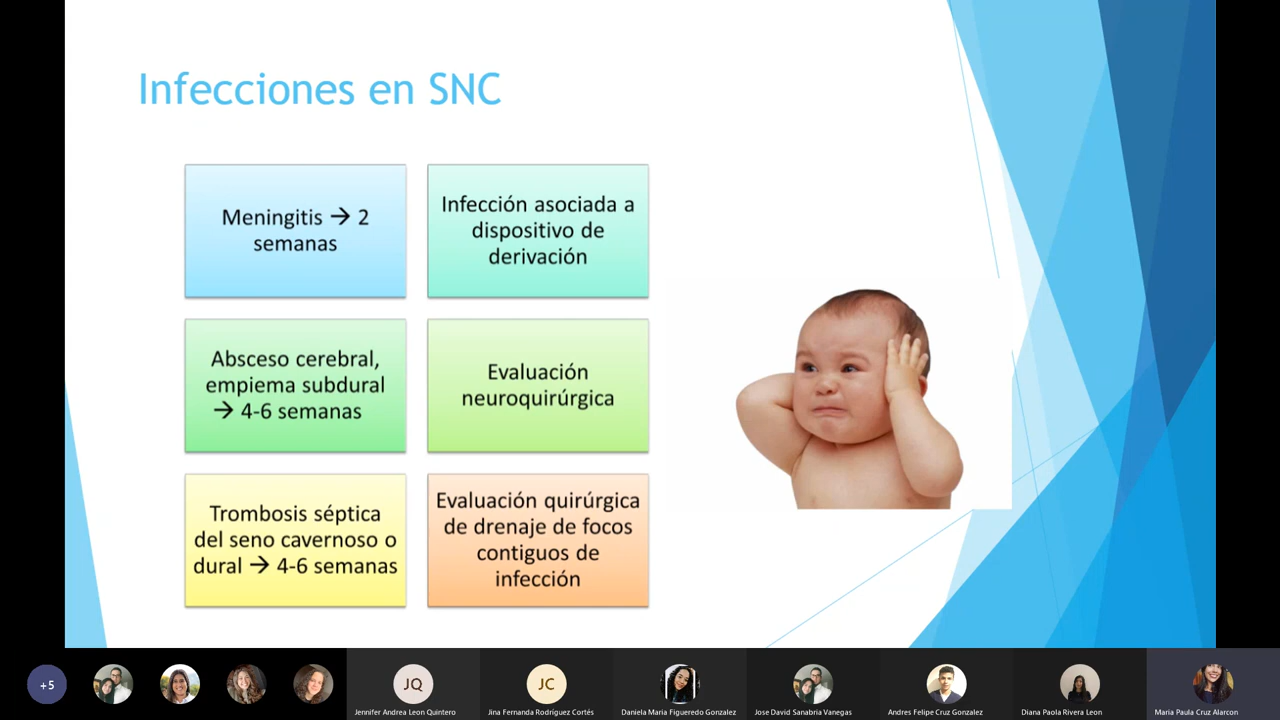 Infecciones en SNC
Meningitis → 2
semanas
Infección asociada a
dispositivo de
derivación
Absceso cerebral,
empiema subdural
→ 4-6 semanas
Evaluación
neuroquirúrgica
Trombosis séptica
del seno cavernoso o
dural → 4-6 semanas
Evaluación quirúrgica
de drenaje de focos
contiguos de
infección
+5
JQ
Jennifer Andrea Leon Quintero
JC
Jina Fernanda Rodríguez Cortés
Daniela Maria Figueredo Gonzalez
Jose David Sanabria Vanegas
Andres Felipe Cruz Gonzalez
Diana Paola Rivera Leon
Maria Paula Cruz Alarcon